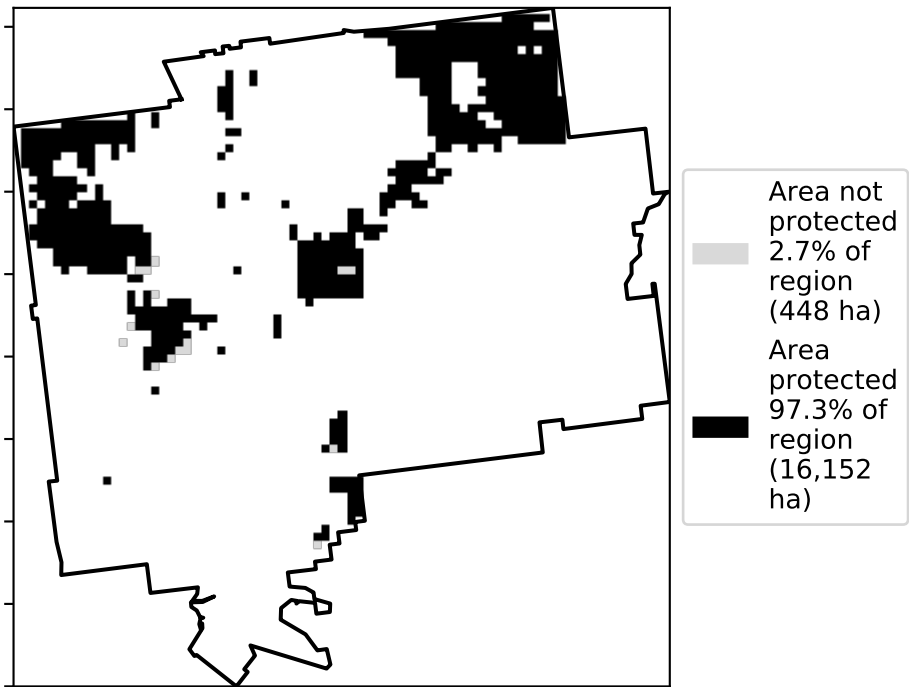 Area not
protected
2.7% of
region
(448 ha)
Area
protected
97.3% of
region
(16,152
ha)